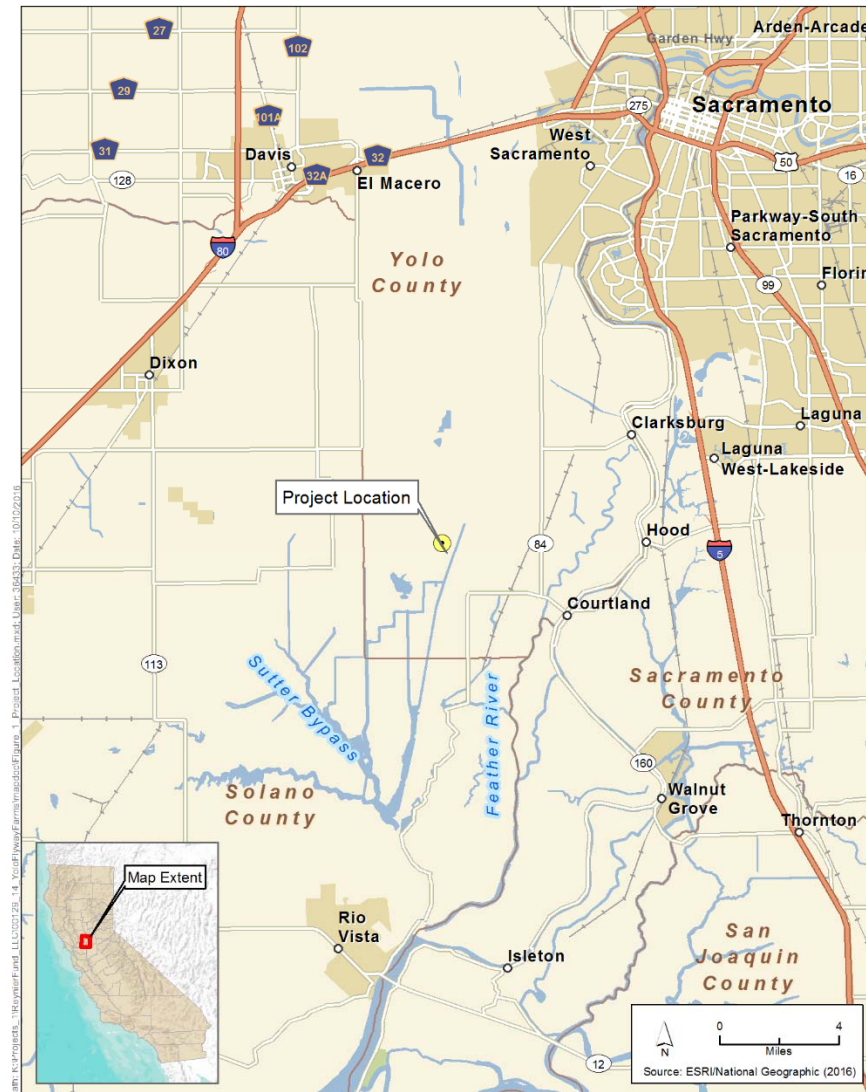 27
102
Garden Hwy
Arden-Arcade
29
101A
275
Sacramento
31
Davis
32
West
Sacramento
50
128
32A
El Macero
16
Parkway-South
Sacramento
80
Yolo
County
99
Florin
Dixon
Clarksburg
Laguna
Laguna
West-Lakeside
Project Location
84
Hood
5
Courtland
113
Sutter Bypass
Feather River
Sacramento
County
160
Solano
County
Walnut
Grove
Thornton
Map Extent
Rio
Vista
San
Joaquin
County
Isleton
12
N
0 4
Miles
Source: ESRI/National Geographic (2016)